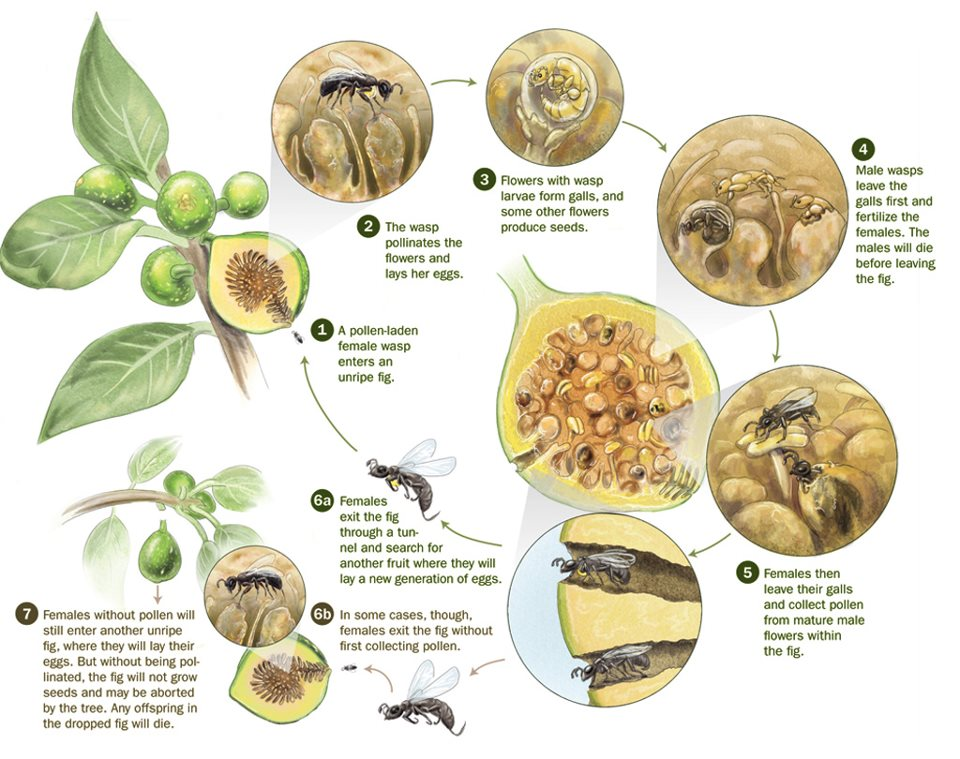 1 A pollen-laden
female wasp
enters an
unripe fig.
2 The wasp
pollinates the
flowers and
lays her eggs.
3 Flowers with wasp
larvae form galls, and
some other flowers
produce seeds.
4
Male wasps
leave the
galls first and
fertilize the
females. The
males will die
before leaving
the fig.
5 Females then
leave their galls
and collect pollen
from mature male
flowers within
the fig.
6a Females
exit the fig
through a tun-
nel and search for
another fruit where they will
lay a new generation of eggs.
6b In some cases, though,
females exit the fig without
first collecting pollen.
7 Females without pollen will
still enter another unripe
fig, where they will lay their
eggs. But without being pol-
linated, the fig will not grow
seeds and may be aborted
by the tree. Any offspring in
the dropped fig will die.